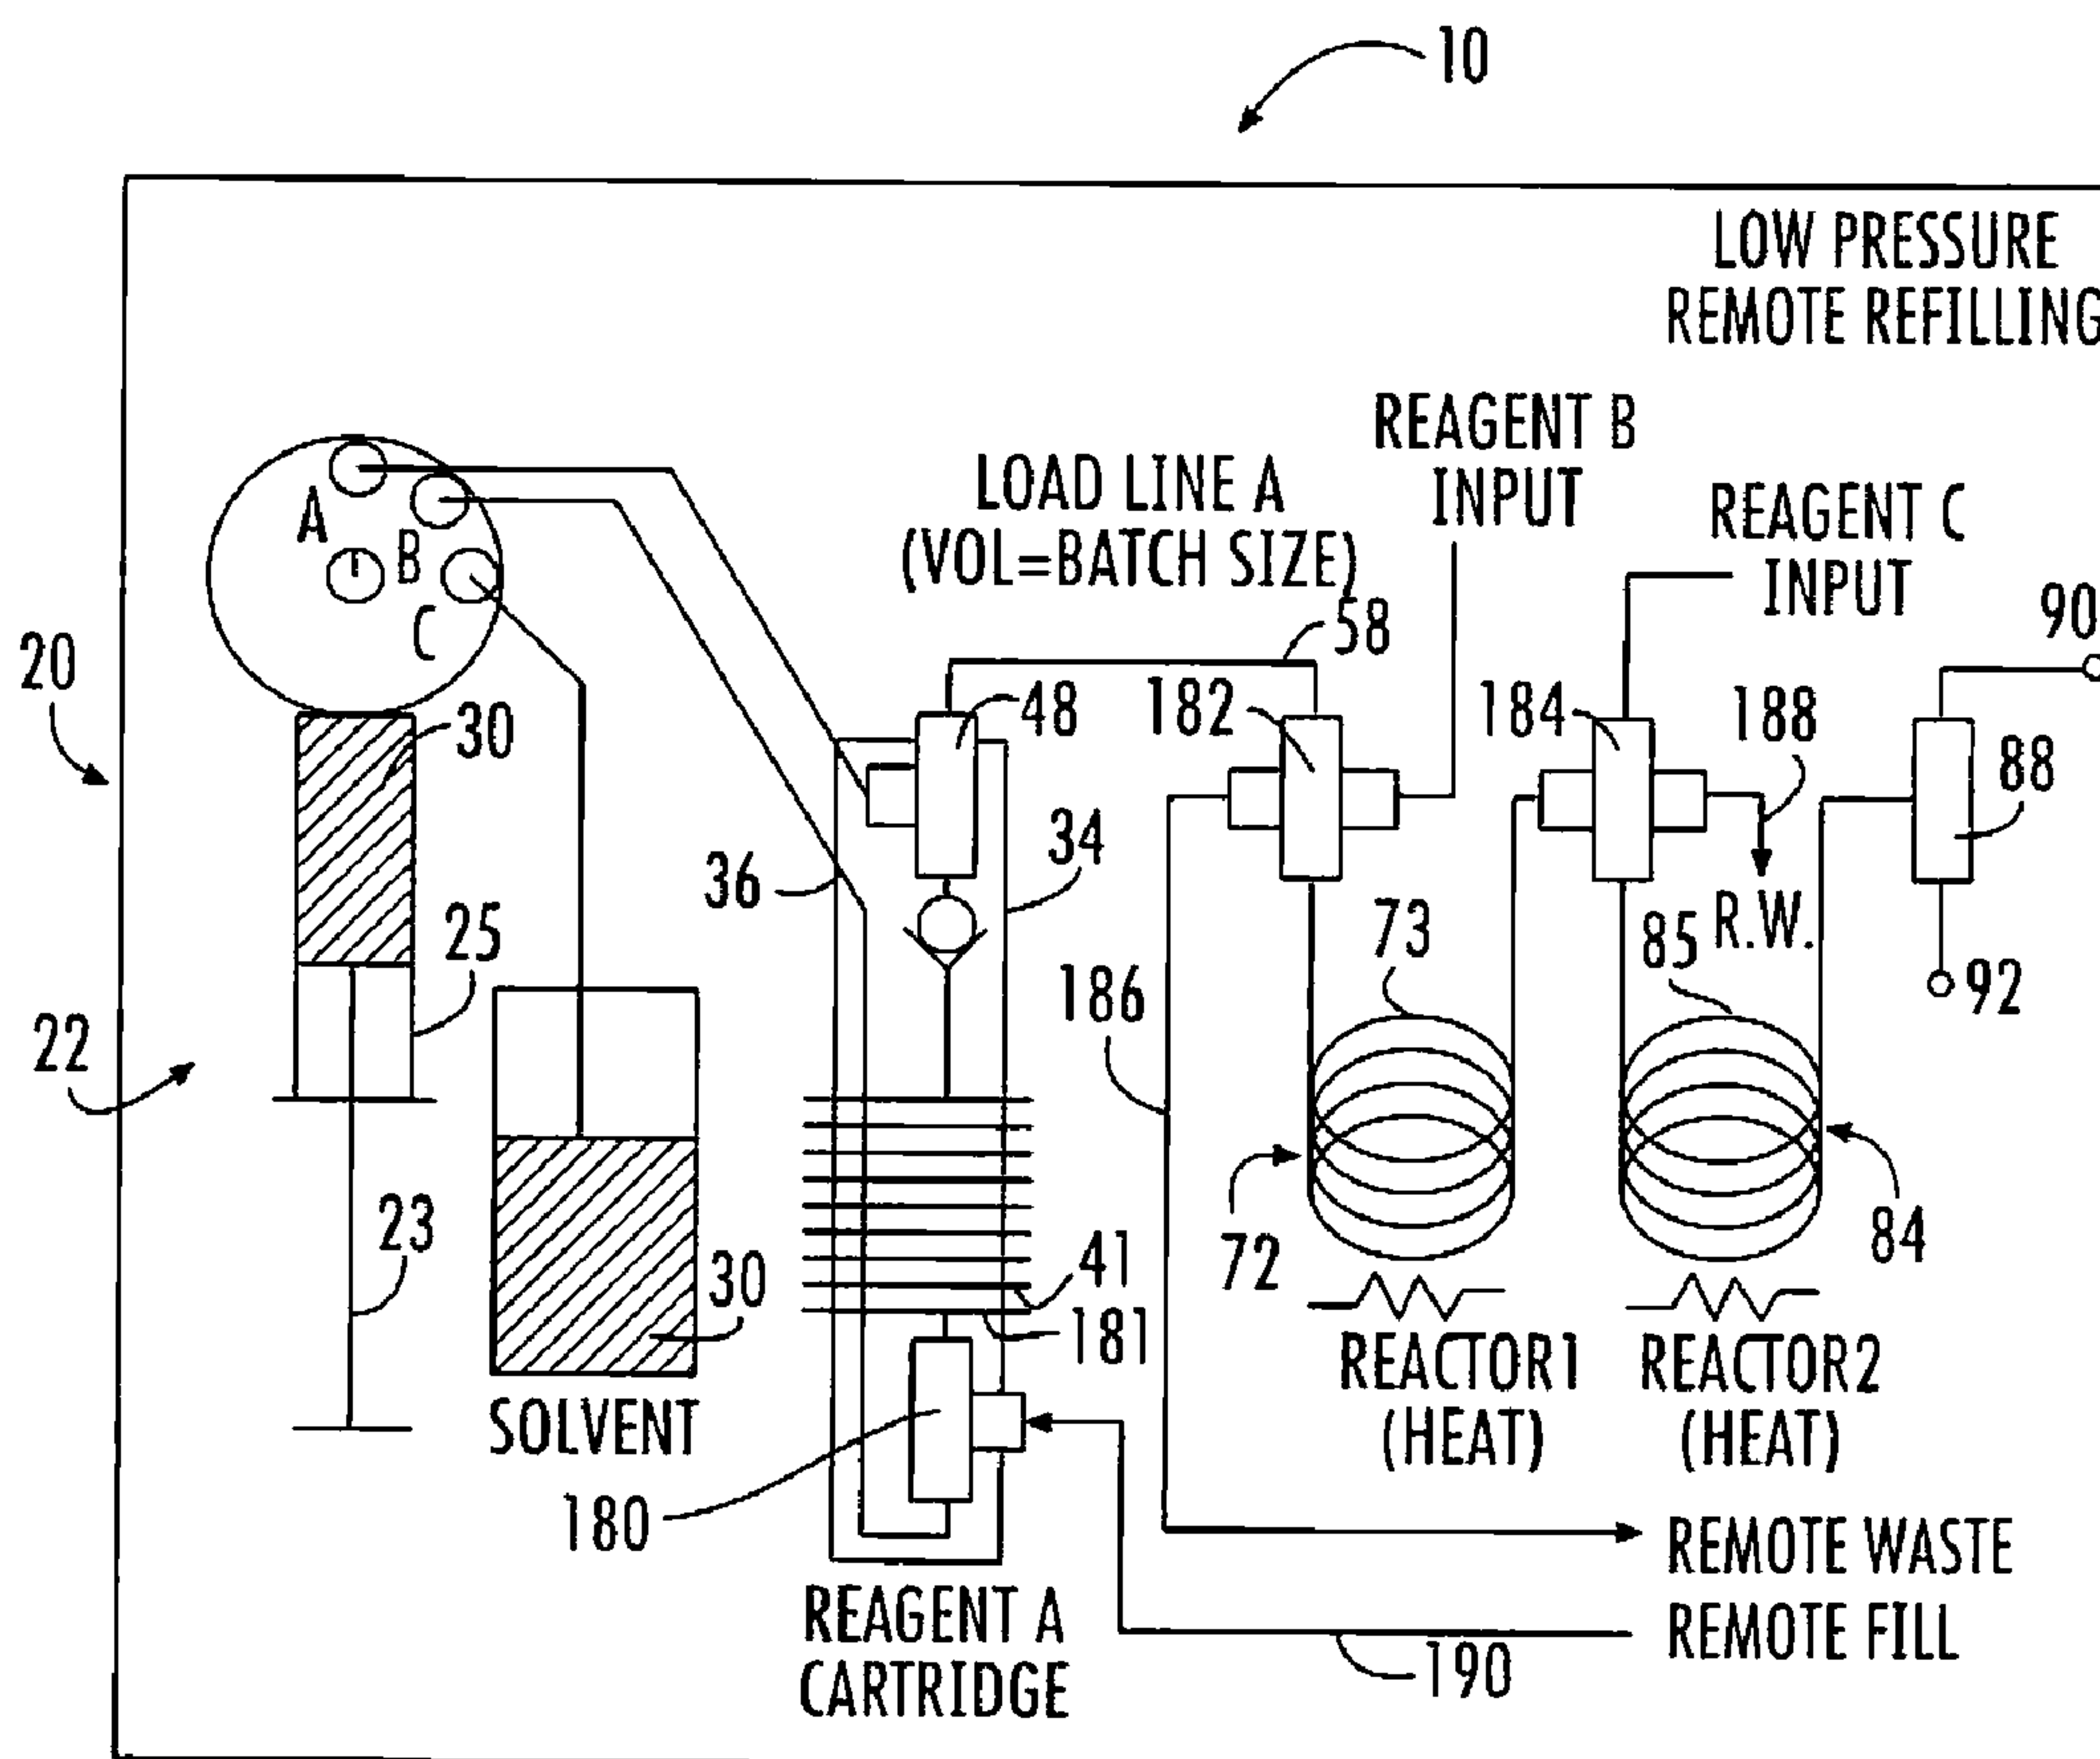 10
LOW PRESSURE
REMOTE REFILLING
REAGENT B
INPUT
LOAD LINE A
(VOL=BATCH SIZE)
REAGENT C
INPUT
A
B
C
58
90
20
30
48
182
184
188
88
36
34
25
73
85
R.W.
92
186
22
23
72
84
41
30
181
REACTOR1
(HEAT)
REACTOR2
(HEAT)
SOLVENT
180
REMOTE WASTE
REAGENT A
CARTRIDGE
REMOTE FILL
190